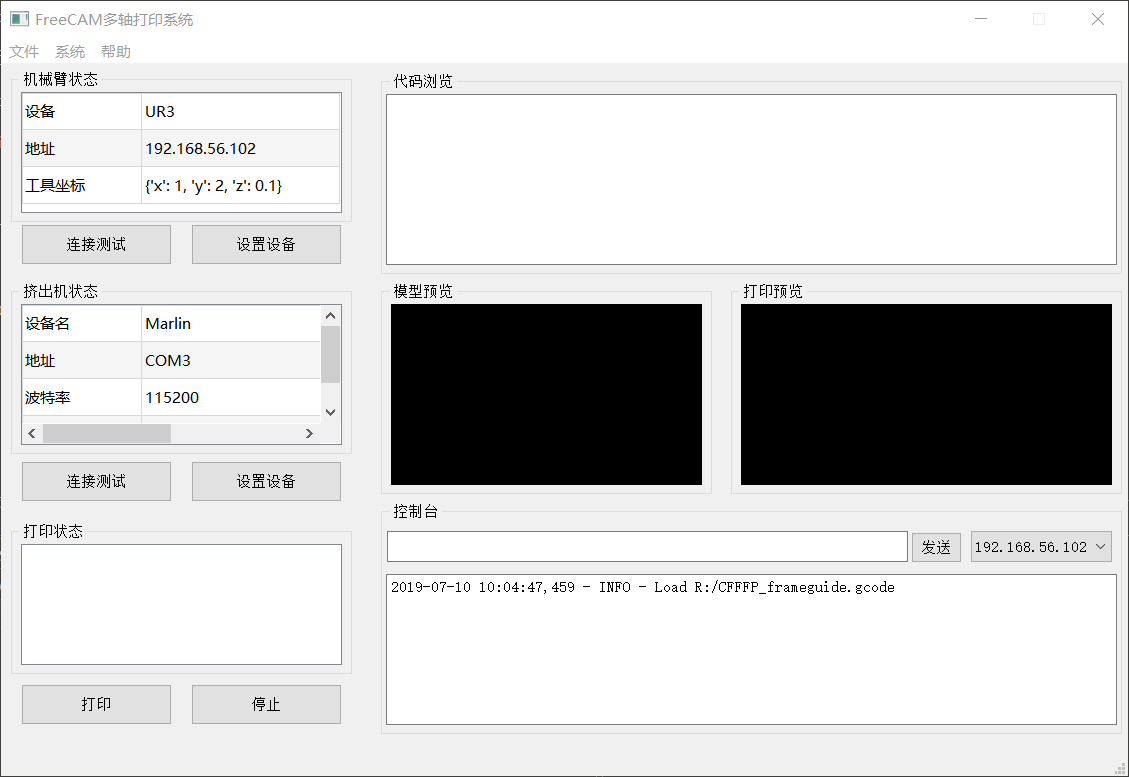 FreeCAM多轴打印系统
文件 系统 帮助
机械臂状态
设备 UR3
地址 192.168.56.102
工具坐标 {'x': 1, 'y': 2, 'z': 0.1}
连接测试 设置设备
挤出机状态
设备名 Marlin
地址 COM3
波特率 115200
连接测试 设置设备
打印状态
打印 停止
代码浏览
模型预览
打印预览
控制台
发送 192.168.56.102
2019-07-10 10:04:47,459 - INFO - Load R:/CFFFP_frameguide.gcode